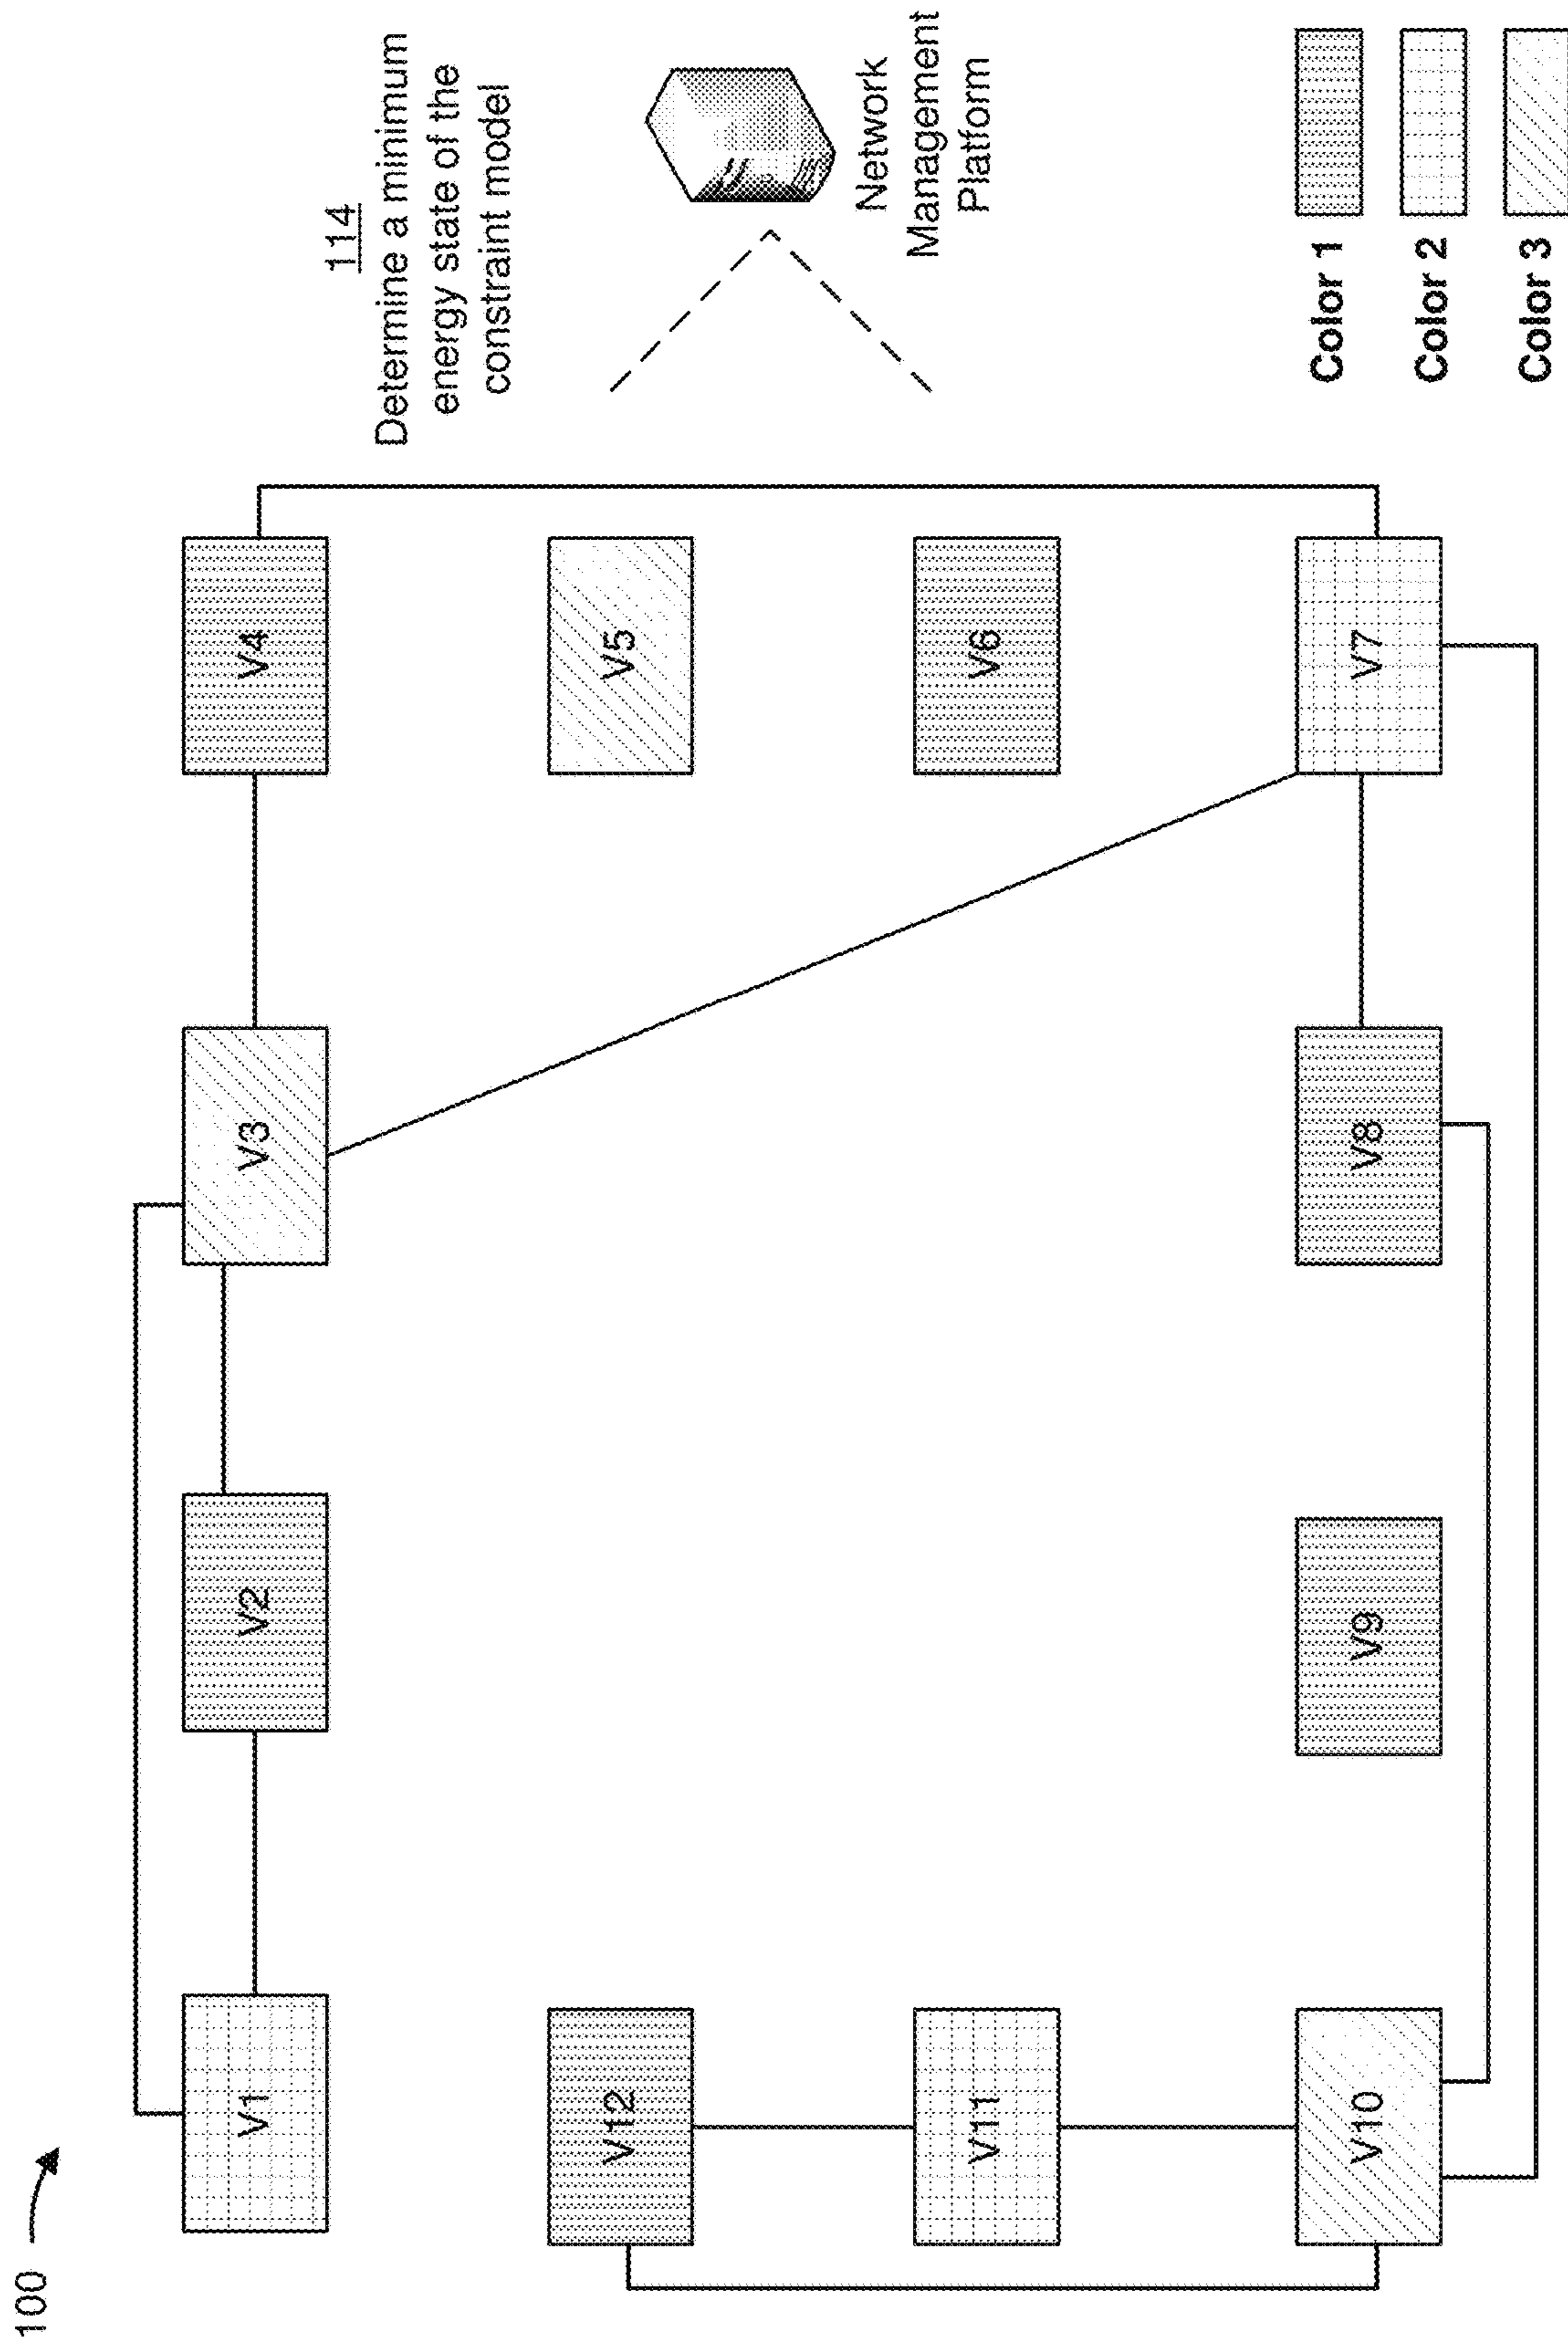 100
114
Determine a minimum
energy state of the
constraint model
Network
Management
Platform
V1
V2
V3
V4
V12
V5
V11
V6
V10
V9
V8
V7
Color 1
Color 2
Color 3